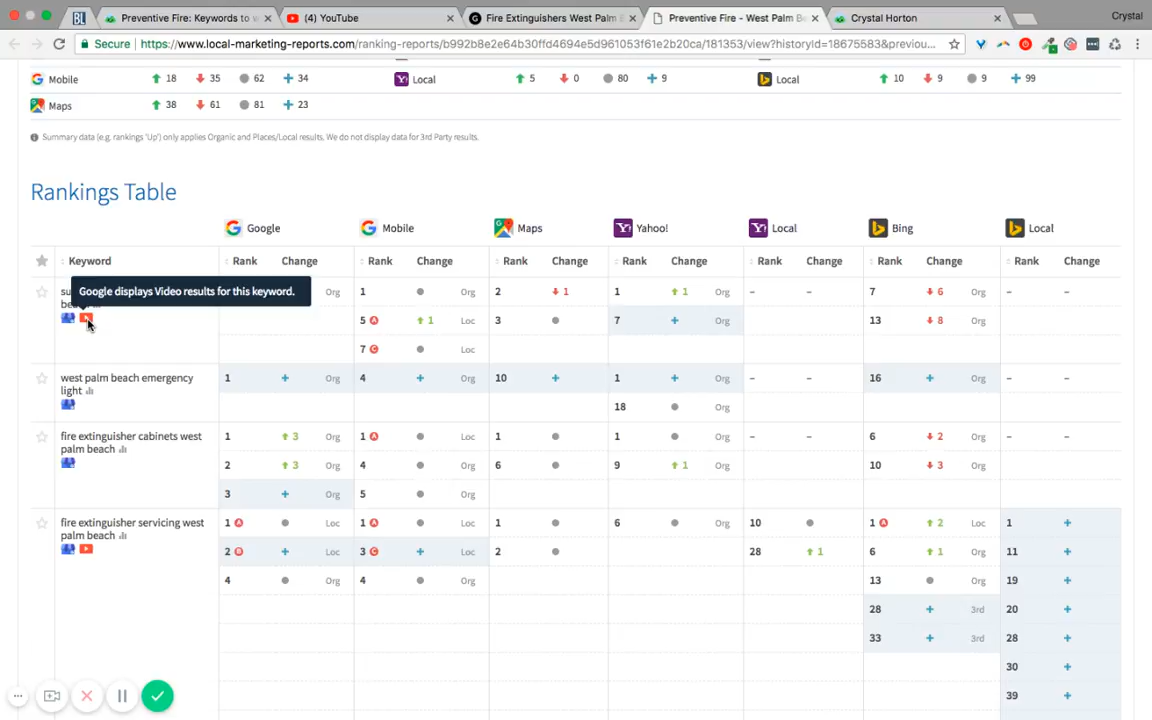 Preventive Fire: Keywords to w
(4) YouTube
Fire Extinguishers West Palm B
Preventive Fire - West Palm Be
Crystal Horton
Crystal
Secure https://www.local-marketing-reports.com/ranking-reports/b992b8e2e64b30ffd4694e5d961053f61e2b20ca/181353/view?historyId=18675583&previou...
Mobile 18 35 62 34 Local 5 0 80 9 Local 10 9 9 99
Maps 38 61 81 23
Summary data (e.g. rankings 'Up') only applies Organic and Places/Local results. We do not display data for 3rd Party results.
Rankings Table
Google Mobile Maps Yahoo! Local Bing Local
Keyword Rank Change Rank Change Rank Change Rank Change Rank Change Rank Change Rank Change
Google displays Video results for this keyword.
Org 1 Org 2 1 1 1 Org – – 7 6 Org – –
5 A 1 Loc 3 7 + Org 13 8 Org
7 C Loc
west palm beach emergency light 1 + Org 4 + Org 10 + 1 + Org – – 16 + Org – –
18 Org
fire extinguisher cabinets west palm beach 1 3 Org 1 A Loc 1 1 Org – – 6 2 Org – –
2 3 Org 4 Org 6 9 1 Org 10 3 Org
3 + Org 5 Org
fire extinguisher servicing west palm beach 1 A Loc 1 A Loc 1 6 Org 10 1 A 2 Loc 1 +
2 B + Loc 3 C + Loc 2 28 1 6 1 Org 11 +
4 Org 4 Org 13 Org 19 +
28 + 3rd 20 +
33 + 3rd 28 +
30 +
39 +